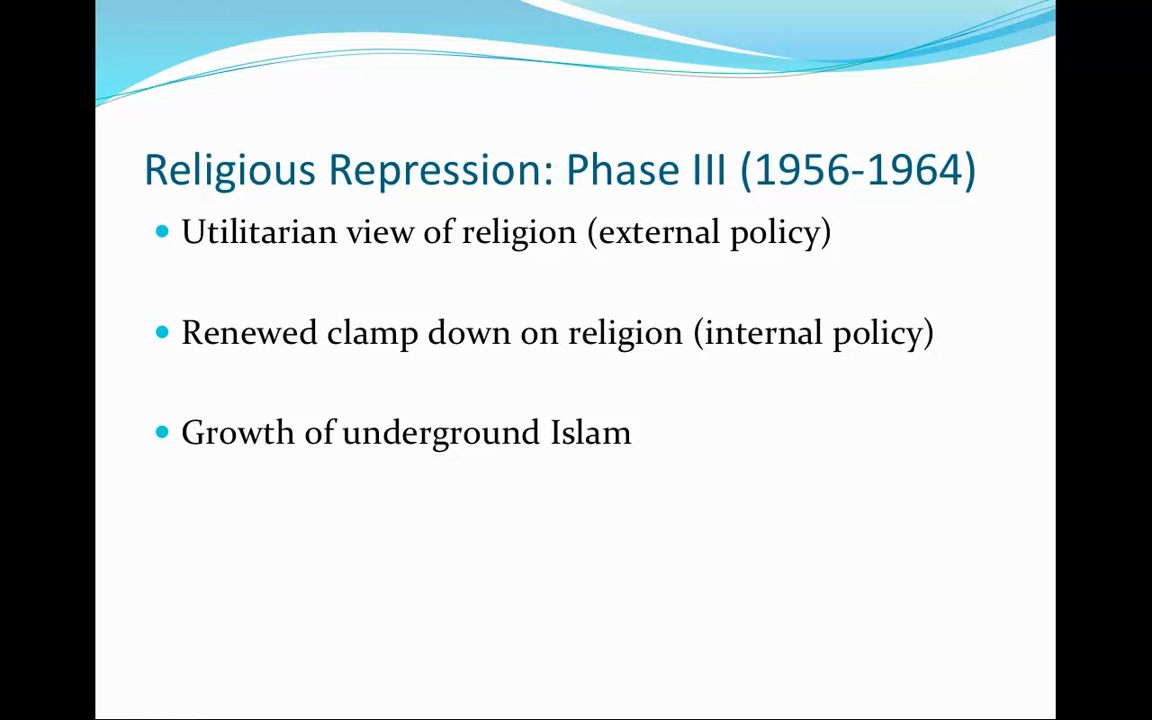 Religious Repression: Phase III (1956-1964)
• Utilitarian view of religion (external policy)
• Renewed clamp down on religion (internal policy)
• Growth of underground Islam